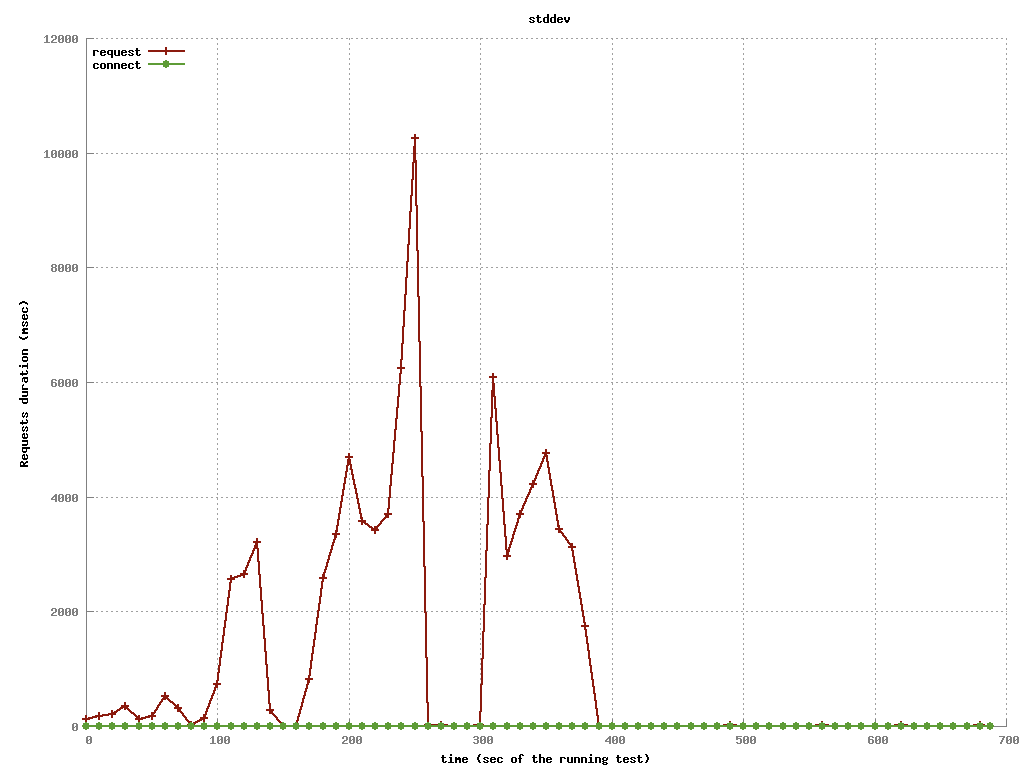 stddev
12000
request
connect
10000
8000
6000
4000
2000
0
0 100 200 300 400 500 600 700
Requests duration (msec)
time (sec of the running test)